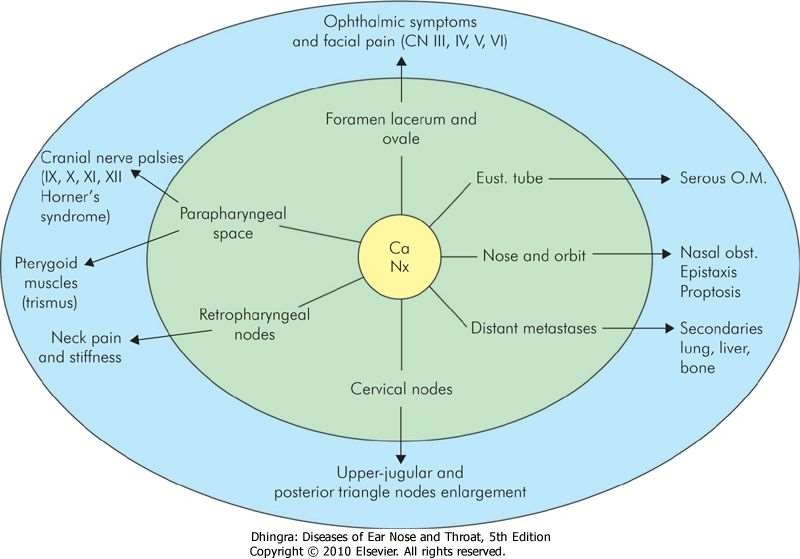 Ophthalmic symptoms
and facial pain (CN III, IV, V, VI)
Foramen lacerum and
ovale
Cranial nerve palsies
(IX, X, XI, XII
Horner's
syndrome)
Eust. tube
Serous O.M.
Parapharyngeal
space
Ca
Nx
Nose and orbit
Nasal obst.
Epistaxis
Proptosis
Pterygoid
muscles
(trismus)
Retropharyngeal
nodes
Neck pain
and stiffness
Distant metastases
Secondaries
lung, liver,
bone
Cervical nodes
Upper-jugular and
posterior triangle nodes enlargement
Dhingra: Diseases of Ear Nose and Throat, 5th Edition
Copyright © 2010 Elsevier. All rights reserved.